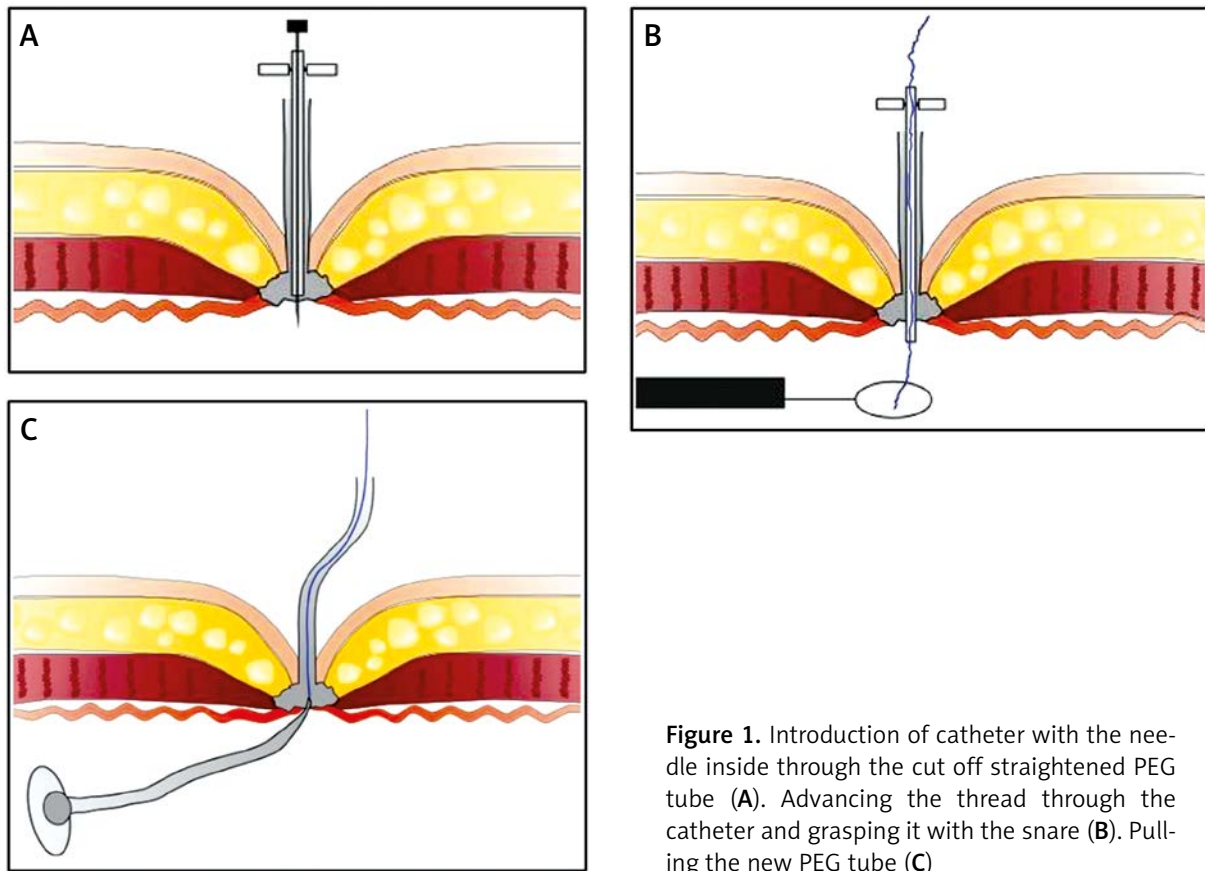 A
B
C
Figure 1. Introduction of catheter with the nee-
dle inside through the cut off straightened PEG
tube (A). Advancing the thread through the
catheter and grasping it with the snare (B). Pull-
ing the new PEG tube (C)